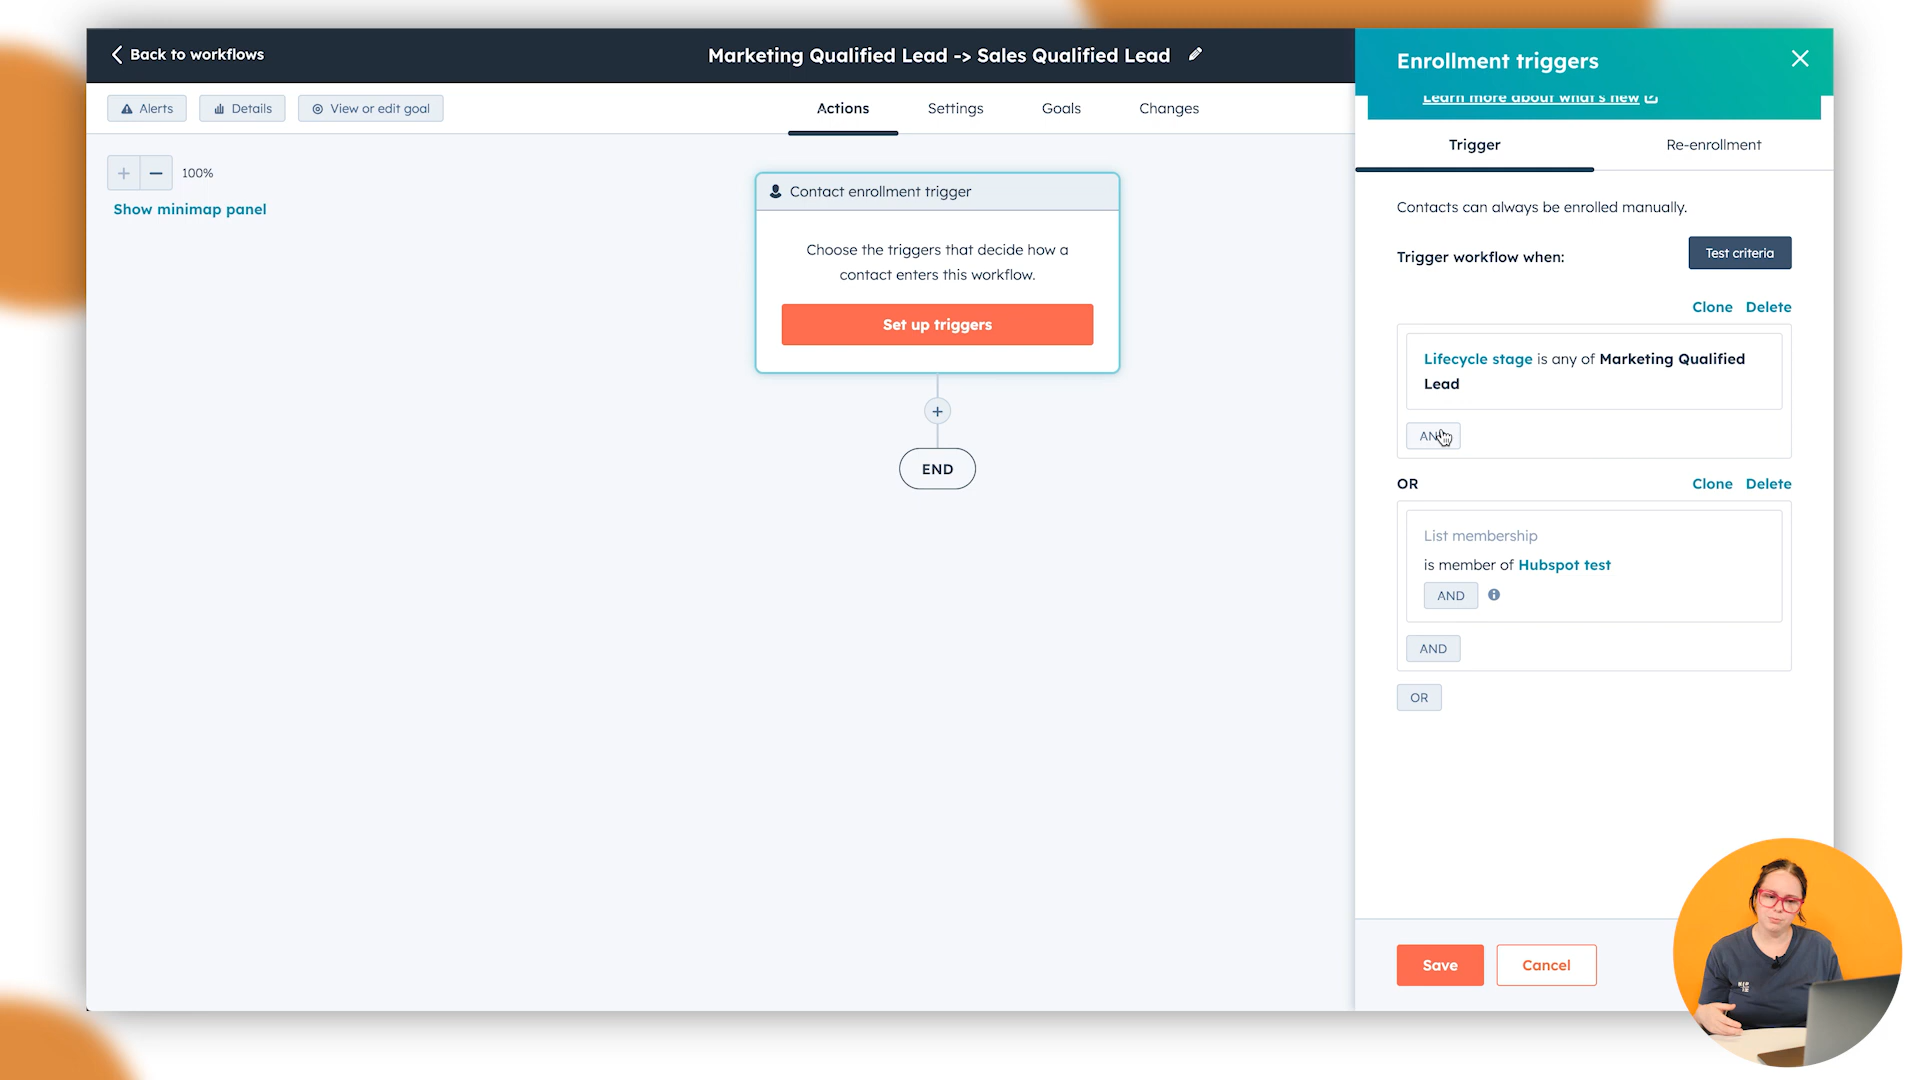 Back to workflows
Marketing Qualified Lead -> Sales Qualified Lead
Enrollment triggers
Learn more about what's new
Alerts
Details
View or edit goal
Actions
Settings
Goals
Changes
Trigger
Re-enrollment
100%
Show minimap panel
Contact enrollment trigger
Choose the triggers that decide how a
contact enters this workflow.
Set up triggers
END
Contacts can always be enrolled manually.
Trigger workflow when:
Test criteria
Clone Delete
Lifecycle stage is any of Marketing Qualified
Lead
AND
OR
Clone Delete
List membership
is member of Hubspot test
AND
AND
OR
Save
Cancel